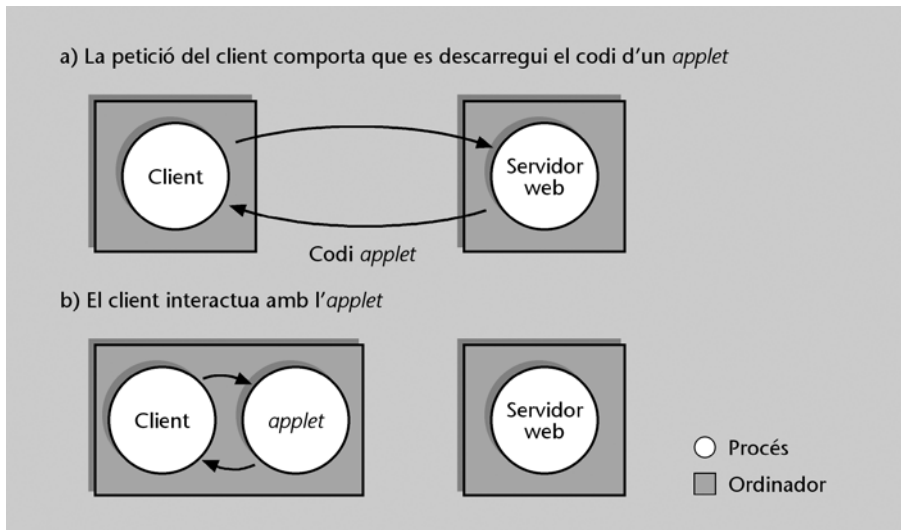 a) La petició del client comporta que es descarregui el codi d'un applet
Client
Servidor
web
Codi applet
b) El client interactua amb l'applet
Client
applet
Servidor
web
Procés
Ordinador